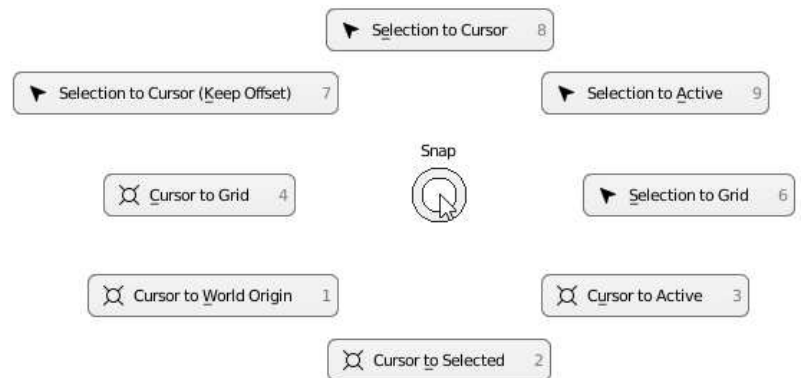 Selection to Cursor 8
Selection to Cursor (Keep Offset) 7
Selection to Active 9
Snap
Cursor to Grid 4
Selection to Grid 6
Cursor to World Origin 1
Cursor to Active 3
Cursor to Selected 2